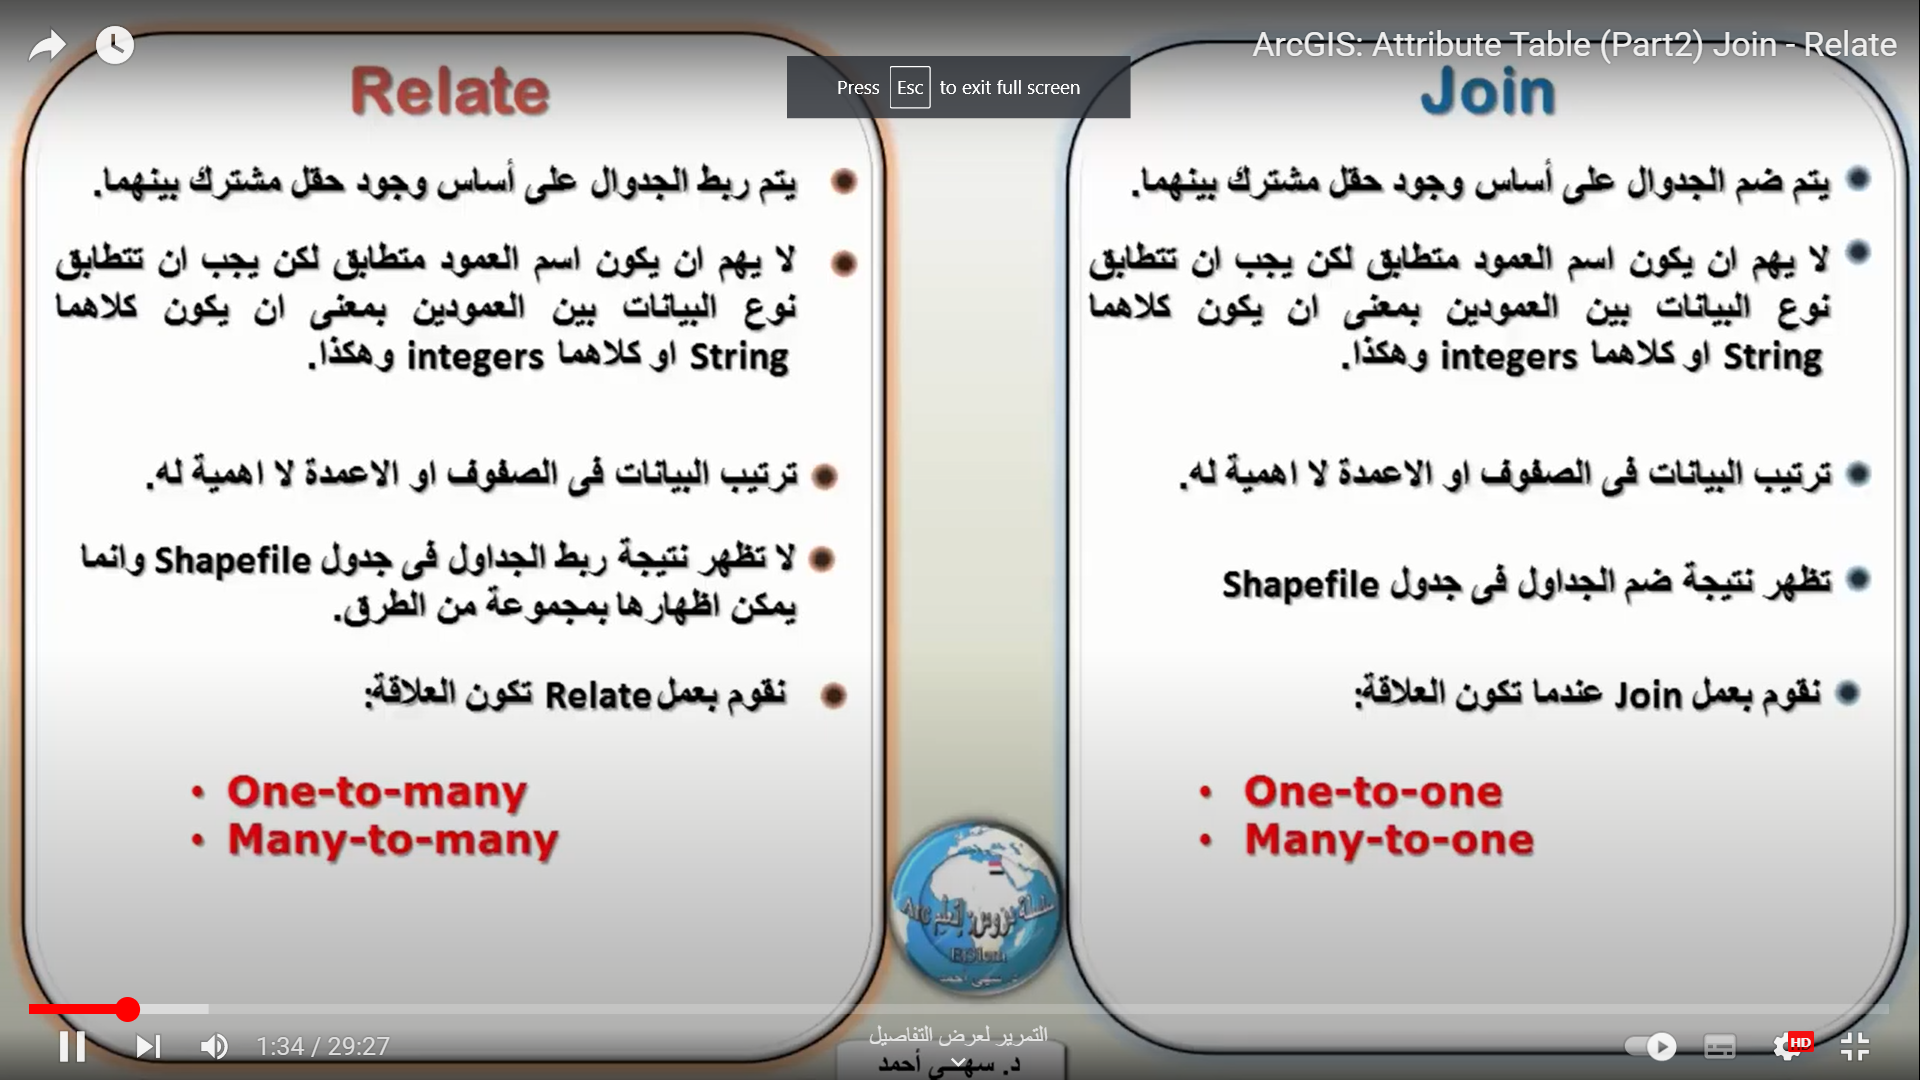 ArcGIS: Attribute Table (Part2) Join - Relate
Press Esc to exit full screen
Join
يتم ضم الجدوال على أساس وجود حقل مشترك بينهما.
لا يهم ان يكون اسم العمود متطابق لكن يجب ان تتطابق
نوع البيانات بين العمودين بمعنى ان يكون كلاهما
String او كلاهما integers وهكذا.
ترتيب البيانات فى الصفوف او الاعمدة لا اهمية له.
تظهر نتيجة ضم الجداول فى جدول Shapefile
نقوم بعمل Join عندما تكون العلاقة:
• One-to-one
• Many-to-one
Relate
يتم ربط الجدوال على أساس وجود حقل مشترك بينهما.
لا يهم ان يكون اسم العمود متطابق لكن يجب ان تتطابق
نوع البيانات بين العمودين بمعنى ان يكون كلاهما
String او كلاهما integers وهكذا.
ترتيب البيانات فى الصفوف او الاعمدة لا اهمية له.
لا تظهر نتيجة ربط الجداول فى جدول Shapefile وانما
يمكن اظهارها بمجموعة من الطرق.
نقوم بعمل Relate تكون العلاقة:
• One-to-many
• Many-to-many
د. سهى أحمد
1:34 / 29:27
التمرير لعرض التفاصيل
HD
د. سهـى أحمد